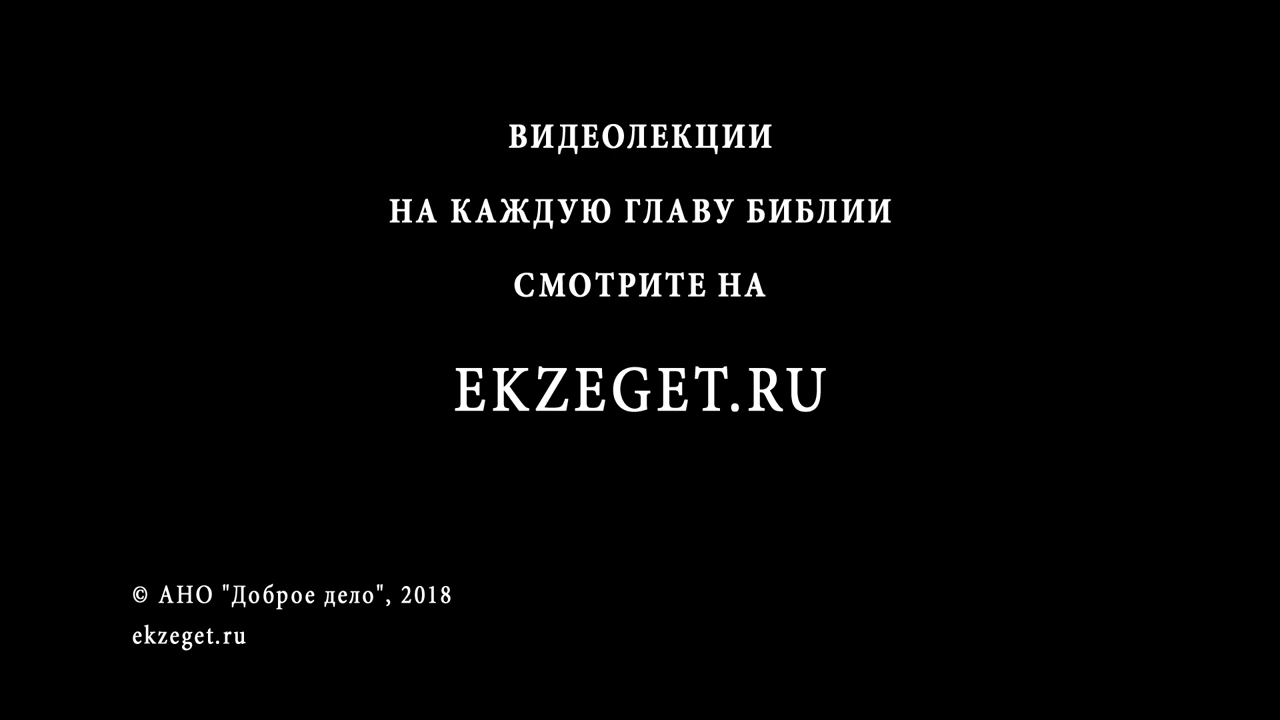 ВИДЕОЛЕКЦИИ
НА КАЖДУЮ ГЛАВУ БИБЛИИ
СМОТРИТЕ НА
EKZEGET.RU
© АНО "Доброе дело", 2018
ekzeget.ru